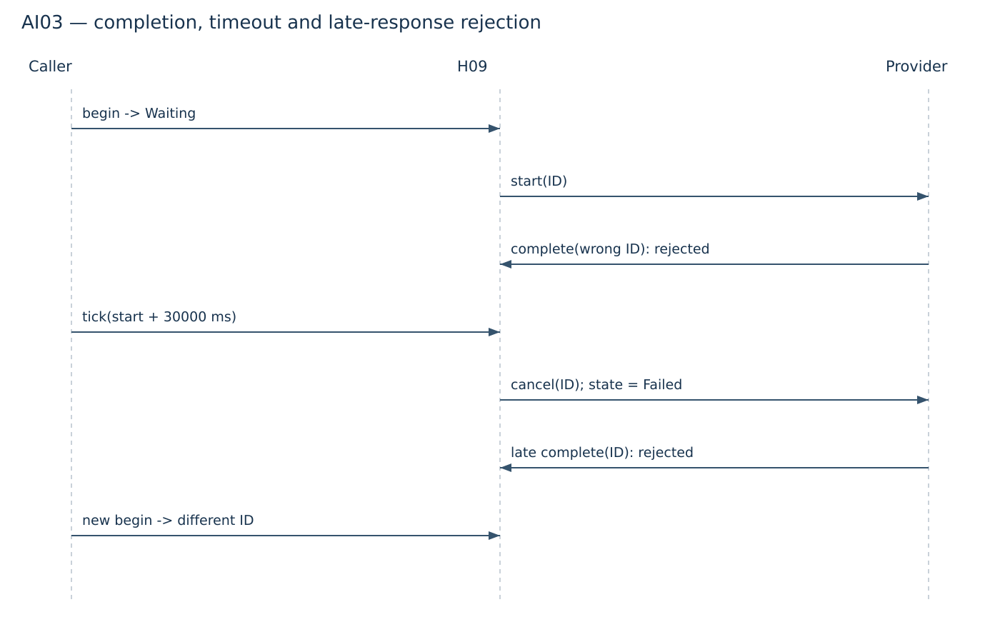 AI03 — completion, timeout and late-response rejection
Caller
H09
Provider
begin -> Waiting
start(ID)
complete(wrong ID): rejected
tick(start + 30000 ms)
cancel(ID); state = Failed
late complete(ID): rejected
new begin -> different ID